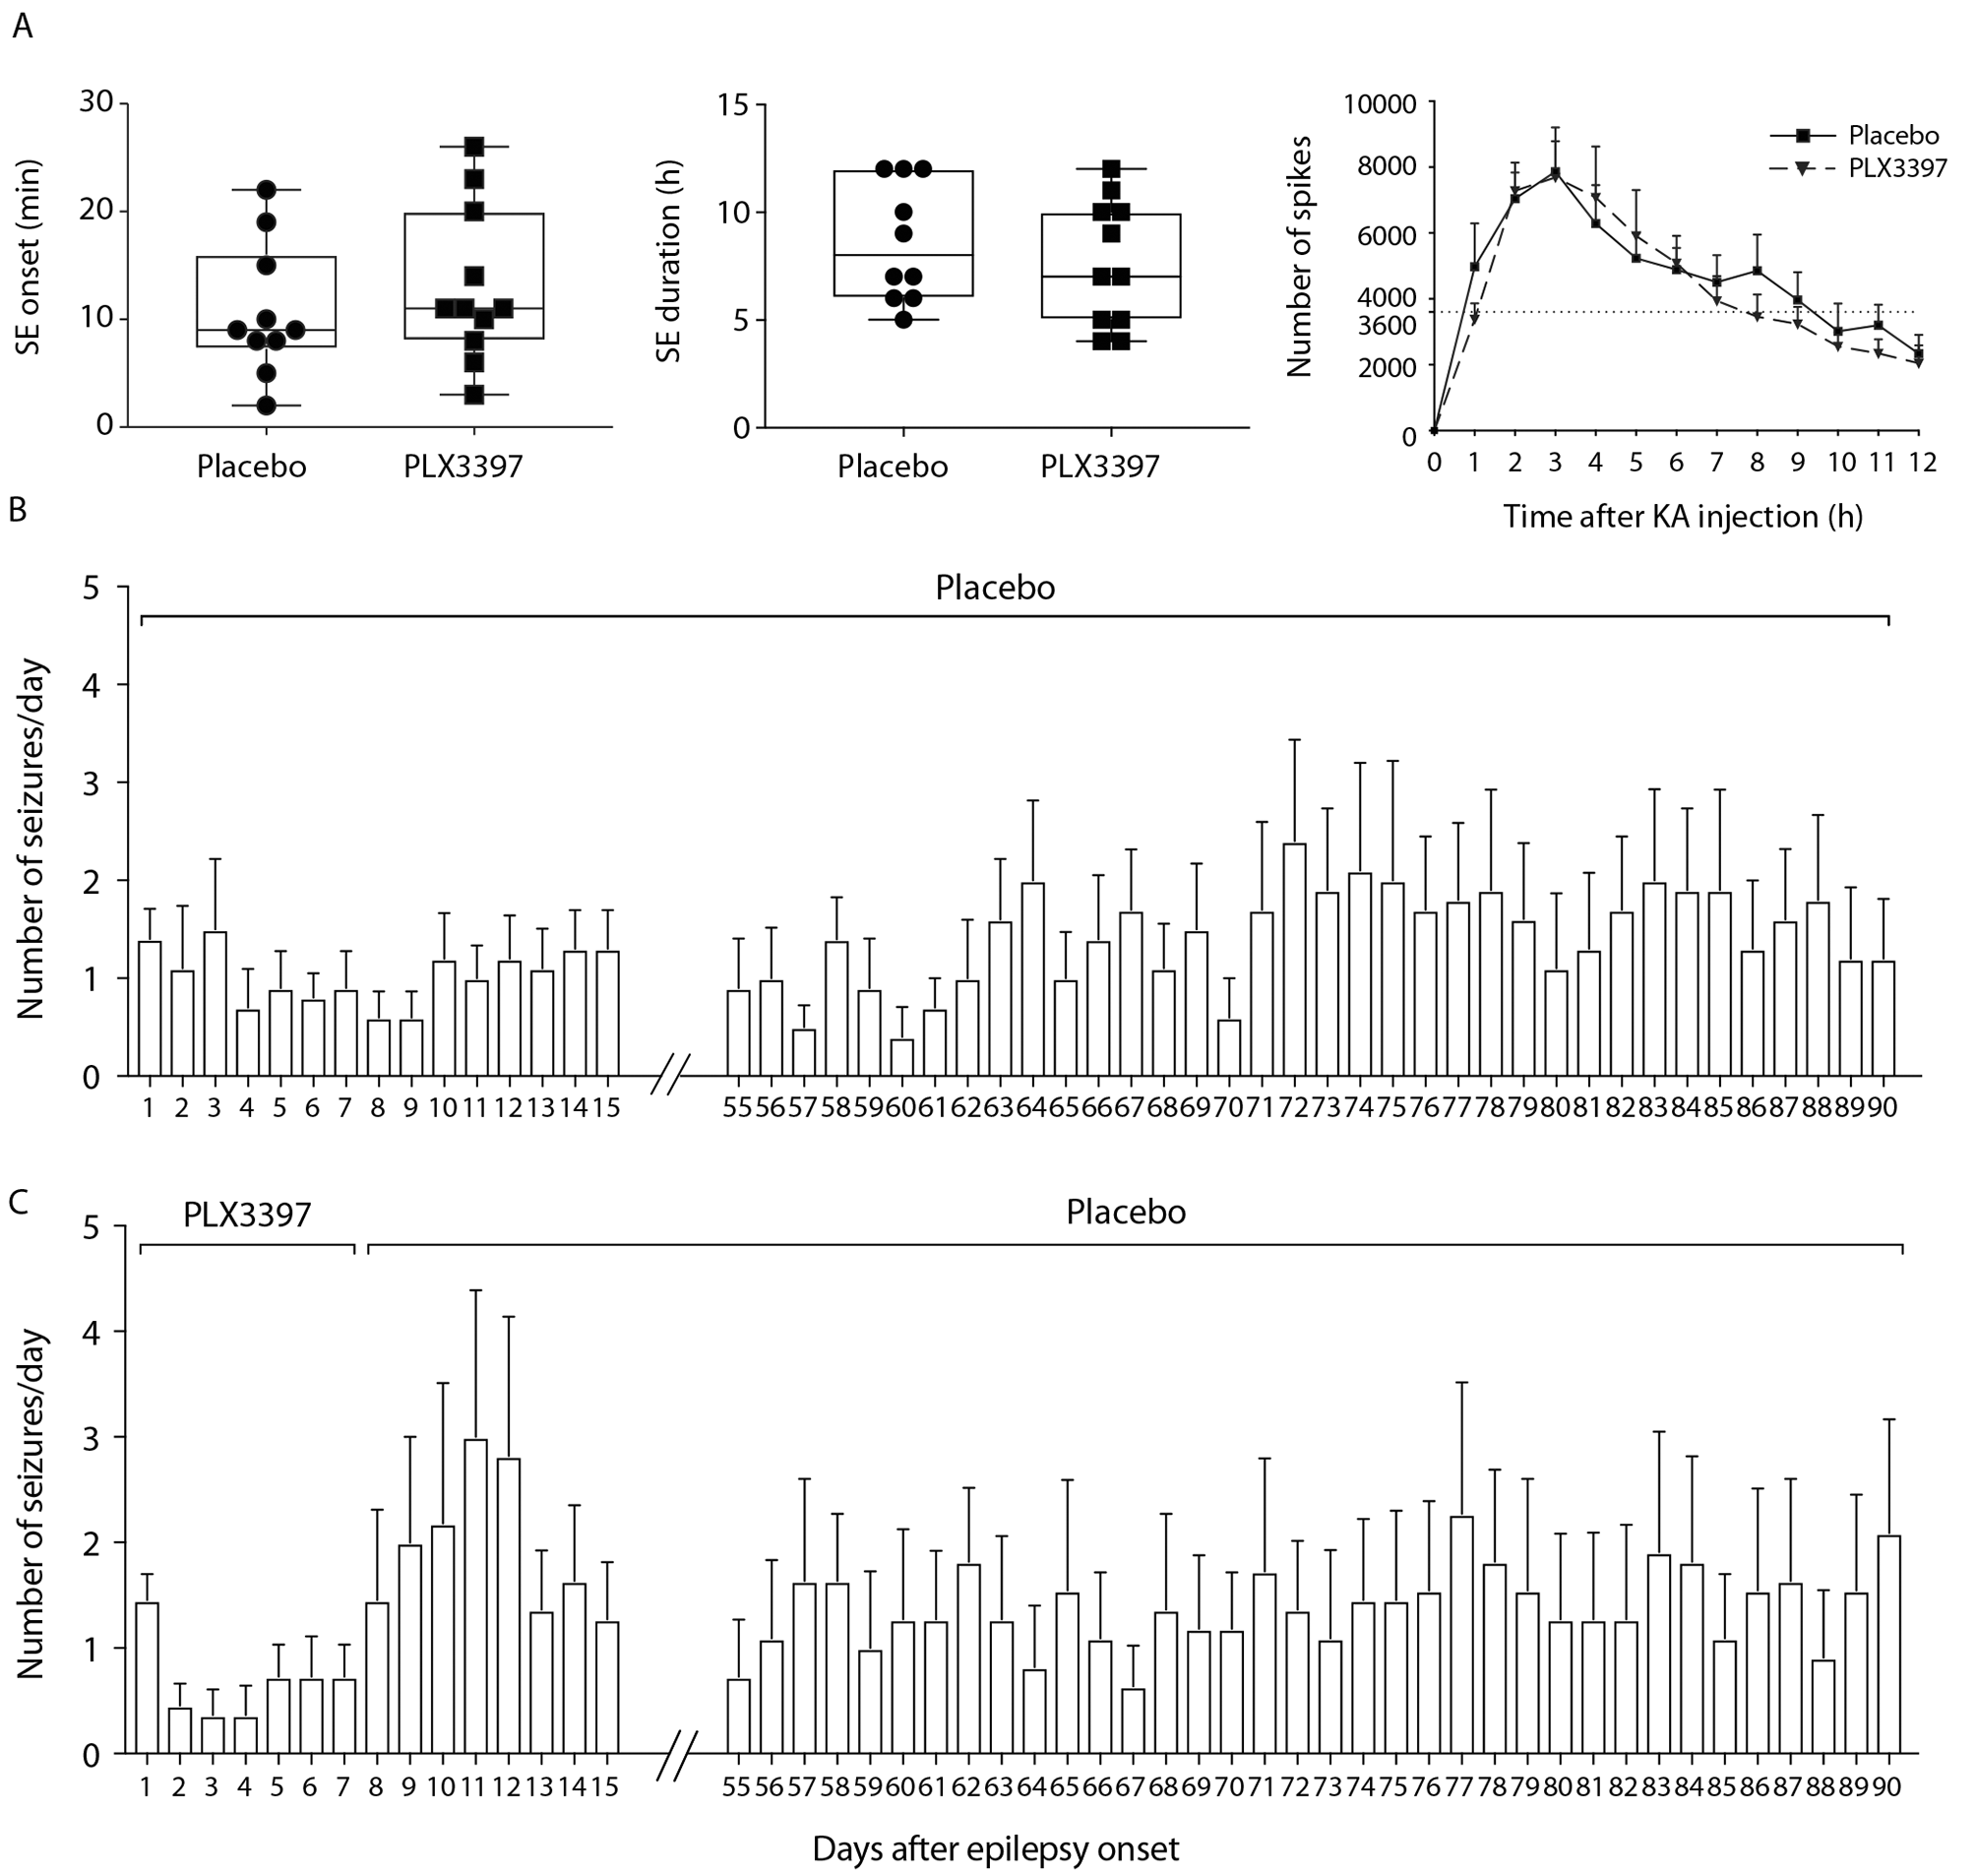 A
SE onset (min)
30
20
10
0
Placebo PLX3397
SE duration (h)
15
10
5
0
Placebo PLX3397
Number of spikes
10000
8000
6000
4000
3600
2000
0
Placebo
PLX3397
0 1 2 3 4 5 6 7 8 9 10 11 12
Time after KA injection (h)
B
Number of seizures/day
5
4
3
2
1
0
Placebo
1 2 3 4 5 6 7 8 9 10 11 12 13 14 15 55 56 57 58 59 60 61 62 63 64 65 66 67 68 69 70 71 72 73 74 75 76 77 78 79 80 81 82 83 84 85 86 87 88 89 90
C
Number of seizures/day
5
4
3
2
1
0
PLX3397 Placebo
1 2 3 4 5 6 7 8 9 10 11 12 13 14 15 55 56 57 58 59 60 61 62 63 64 65 66 67 68 69 70 71 72 73 74 75 76 77 78 79 80 81 82 83 84 85 86 87 88 89 90
Days after epilepsy onset